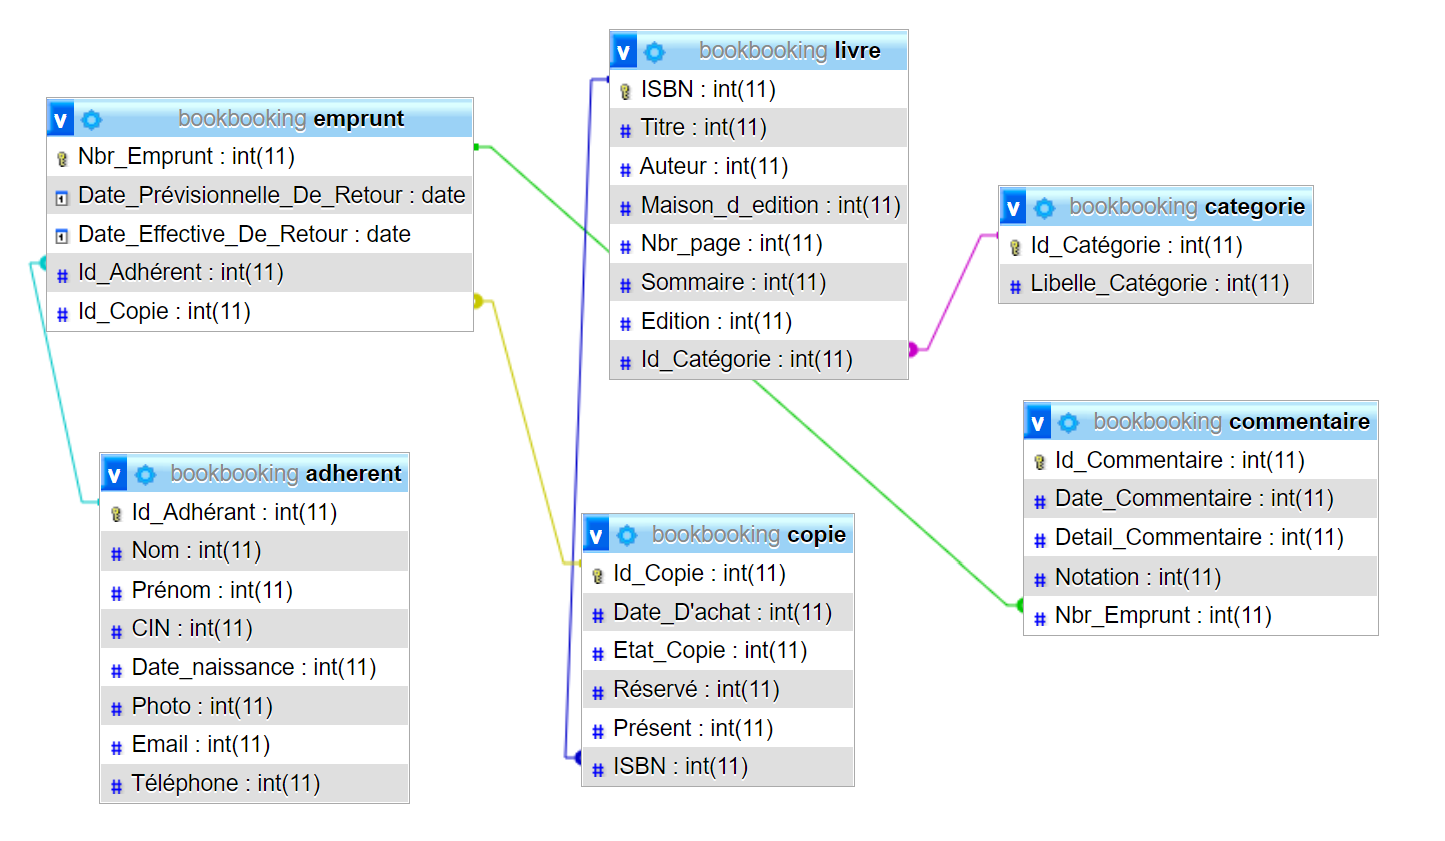 v bookbooking emprunt
Nbr_Emprunt : int(11)
Date_Prévisionnelle_De_Retour : date
Date_Effective_De_Retour : date
Id_Adhérent : int(11)
Id_Copie : int(11)
v bookbooking livre
ISBN : int(11)
Titre : int(11)
Auteur : int(11)
Maison_d_edition : int(11)
Nbr_page : int(11)
Sommaire : int(11)
Edition : int(11)
Id_Catégorie : int(11)
v bookbooking categorie
Id_Catégorie : int(11)
Libelle_Catégorie : int(11)
v bookbooking adherent
Id_Adhérant : int(11)
Nom : int(11)
Prénom : int(11)
CIN : int(11)
Date_naissance : int(11)
Photo : int(11)
Email : int(11)
Téléphone : int(11)
v bookbooking copie
Id_Copie : int(11)
Date_D'achat : int(11)
Etat_Copie : int(11)
Réservé : int(11)
Présent : int(11)
ISBN : int(11)
v bookbooking commentaire
Id_Commentaire : int(11)
Date_Commentaire : int(11)
Detail_Commentaire : int(11)
Notation : int(11)
Nbr_Emprunt : int(11)